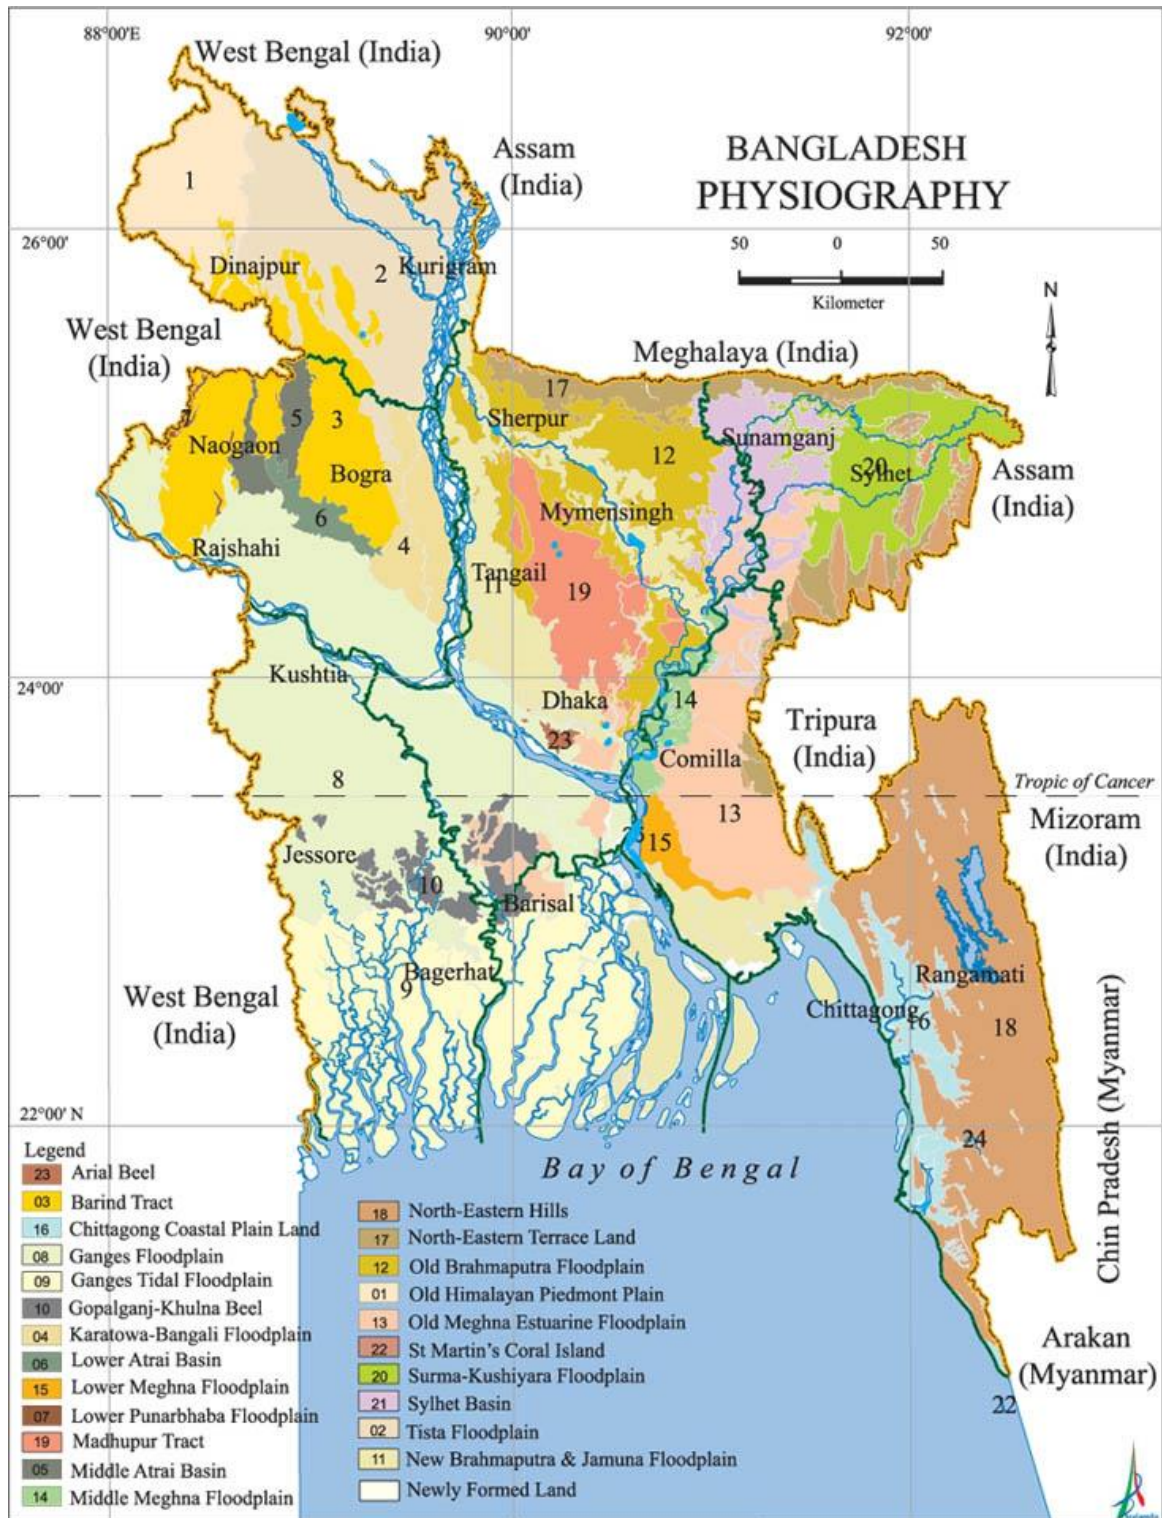 88°00'E
90°00'
92°00'
West Bengal (India)
Assam
(India)
BANGLADESH
PHYSIOGRAPHY
1
26°00'
50 0 50
Kilometer
N
Dinajpur
2
Kurigram
West Bengal
(India)
Meghalaya (India)
17
7
5
3
Sherpur
Naogaon
12
Sunamganj
Bogra
20
Sylhet
Assam
(India)
6
Mymensingh
Rajshahi
4
Tangail
11
19
24°00'
Kushtia
Dhaka
14
23
Comilla
Tripura
(India)
8
Tropic of Cancer
13
Mizoram
(India)
Jessore
15
10
Barisal
Bagerhat
9
Rangamati
West Bengal
(India)
Chittagong
16
18
Chin Pradesh (Myanmar)
22°00' N
24
Bay of Bengal
Arakan
(Myanmar)
22
Legend
23 Arial Beel
03 Barind Tract
16 Chittagong Coastal Plain Land
08 Ganges Floodplain
09 Ganges Tidal Floodplain
10 Gopalganj-Khulna Beel
04 Karatowa-Bangali Floodplain
06 Lower Atrai Basin
15 Lower Meghna Floodplain
07 Lower Punarbhaba Floodplain
19 Madhupur Tract
05 Middle Atrai Basin
14 Middle Meghna Floodplain
18 North-Eastern Hills
17 North-Eastern Terrace Land
12 Old Brahmaputra Floodplain
01 Old Himalayan Piedmont Plain
13 Old Meghna Estuarine Floodplain
22 St Martin's Coral Island
20 Surma-Kushiyara Floodplain
21 Sylhet Basin
02 Tista Floodplain
11 New Brahmaputra & Jamuna Floodplain
Newly Formed Land